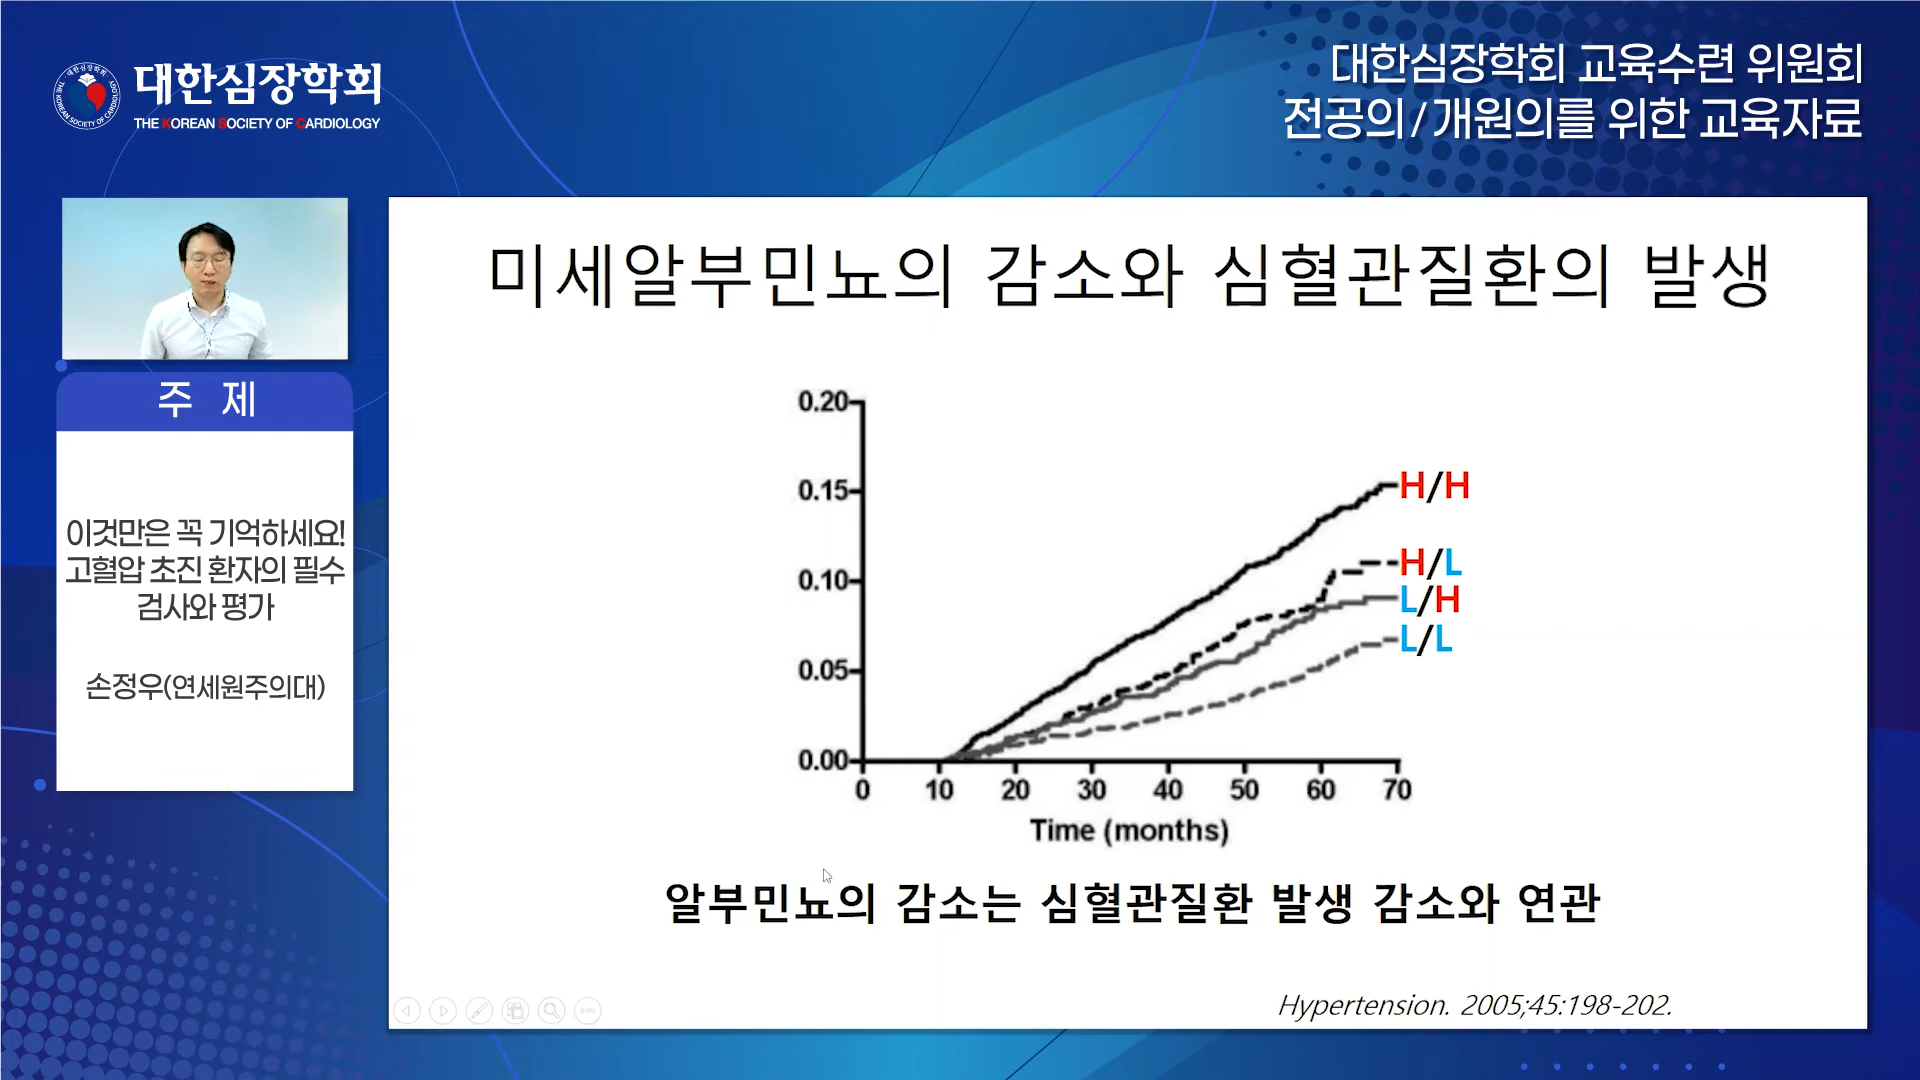 대한심장학회
THE KOREAN SOCIETY OF CARDIOLOGY
대한심장학회 교육수련 위원회
전공의/개원의를 위한 교육자료
주 제
이것만은 꼭 기억하세요!
고혈압 초진 환자의 필수
검사와 평가
손정우(연세원주의대)
미세알부민뇨의 감소와 심혈관질환의 발생
0.20
0.15
0.10
0.05
0.00
H/H
H/L
L/H
L/L
0 10 20 30 40 50 60 70
Time (months)
알부민뇨의 감소는 심혈관질환 발생 감소와 연관
Hypertension. 2005;45:198-202.